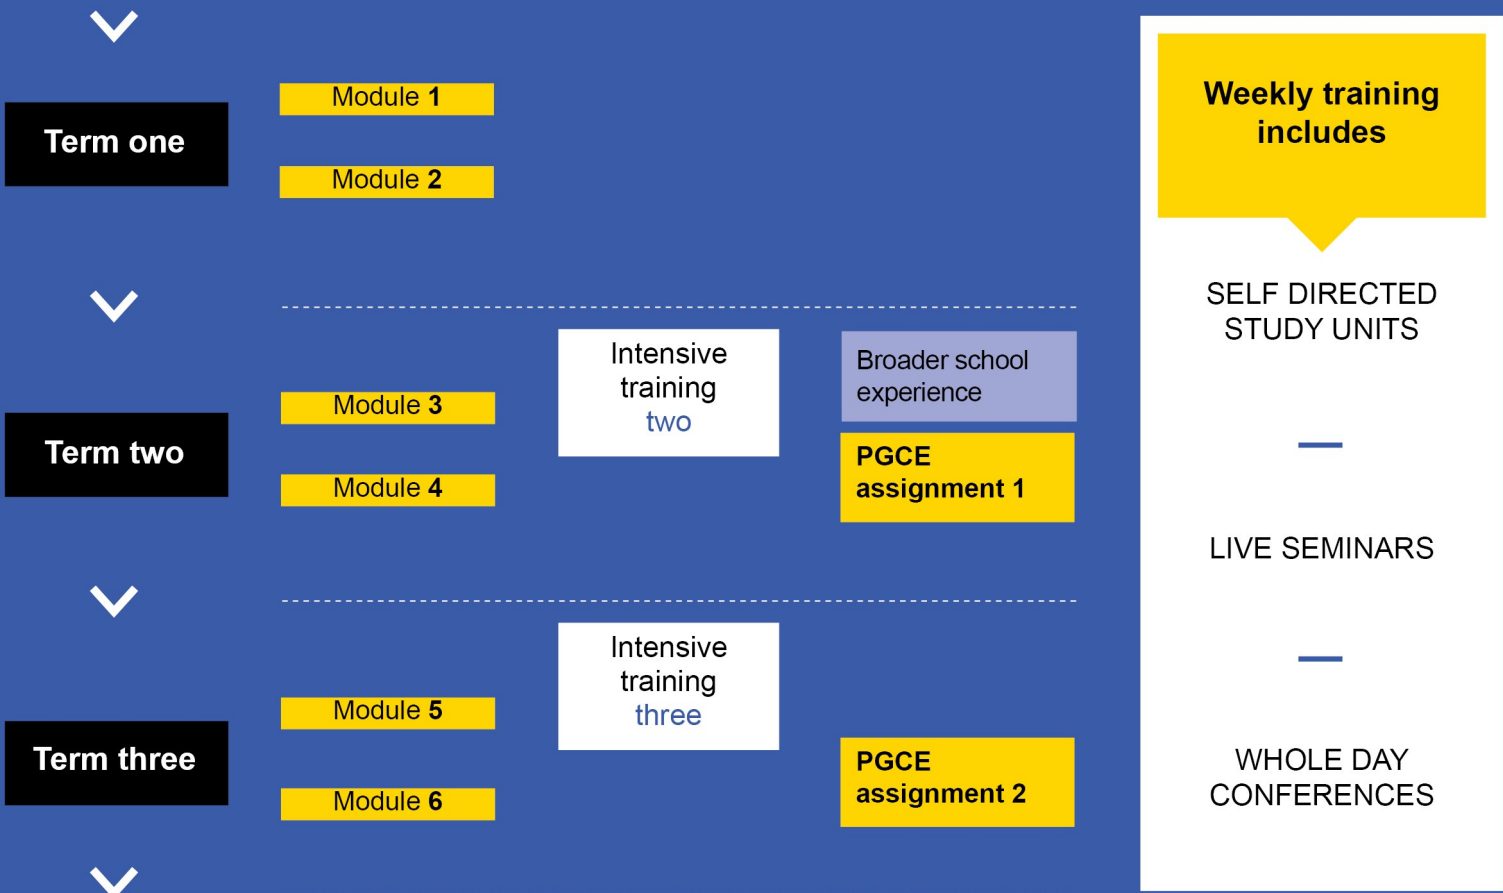 Term one
Module 1
Module 2
Term two
Module 3
Module 4
Intensive
training
two
Broader school
experience
PGCE
assignment 1
Term three
Module 5
Module 6
Intensive
training
three
PGCE
assignment 2
Weekly training
includes
SELF DIRECTED
STUDY UNITS
LIVE SEMINARS
WHOLE DAY
CONFERENCES